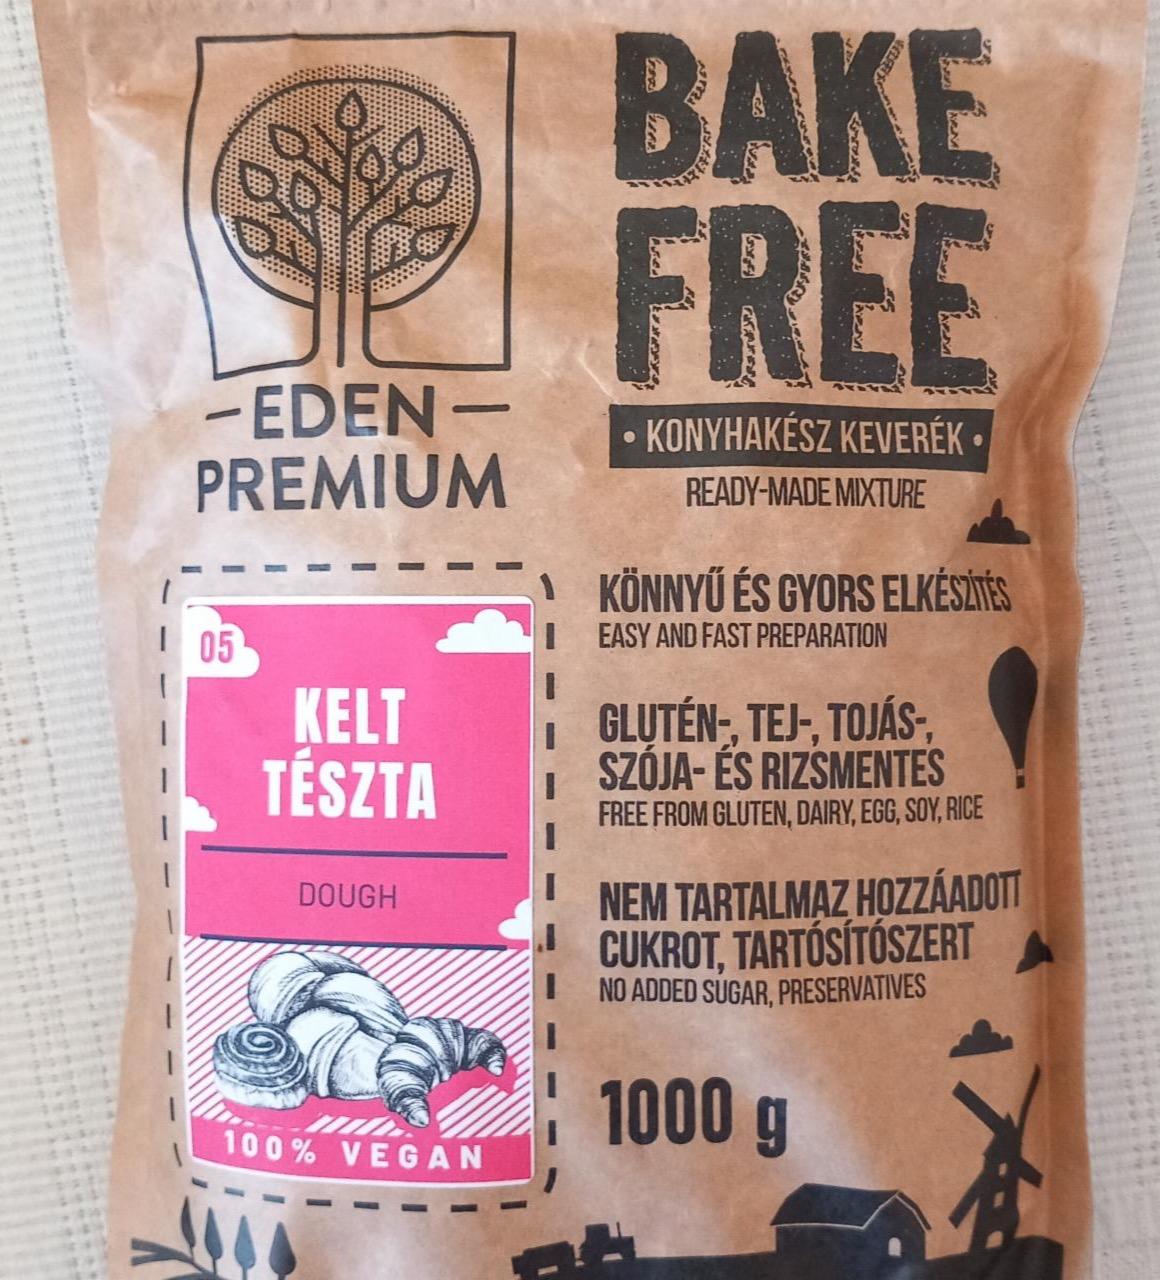 EDEN
PREMIUM
BAKE
FREE
• KONYHAKÉSZ KEVERÉK •
READY-MADE MIXTURE
05
KELT
TÉSZTA
DOUGH
100% VEGAN
KÖNNYŰ ÉS GYORS ELKÉSZÍTÉS
EASY AND FAST PREPARATION
GLUTÉN-, TEJ-, TOJÁS-,
SZÓJA- ÉS RIZSMENTES
FREE FROM GLUTEN, DAIRY, EGG, SOY, RICE
NEM TARTALMAZ HOZZÁADOTT
CUKROT, TARTÓSÍTÓSZERT
NO ADDED SUGAR, PRESERVATIVES
1000 g